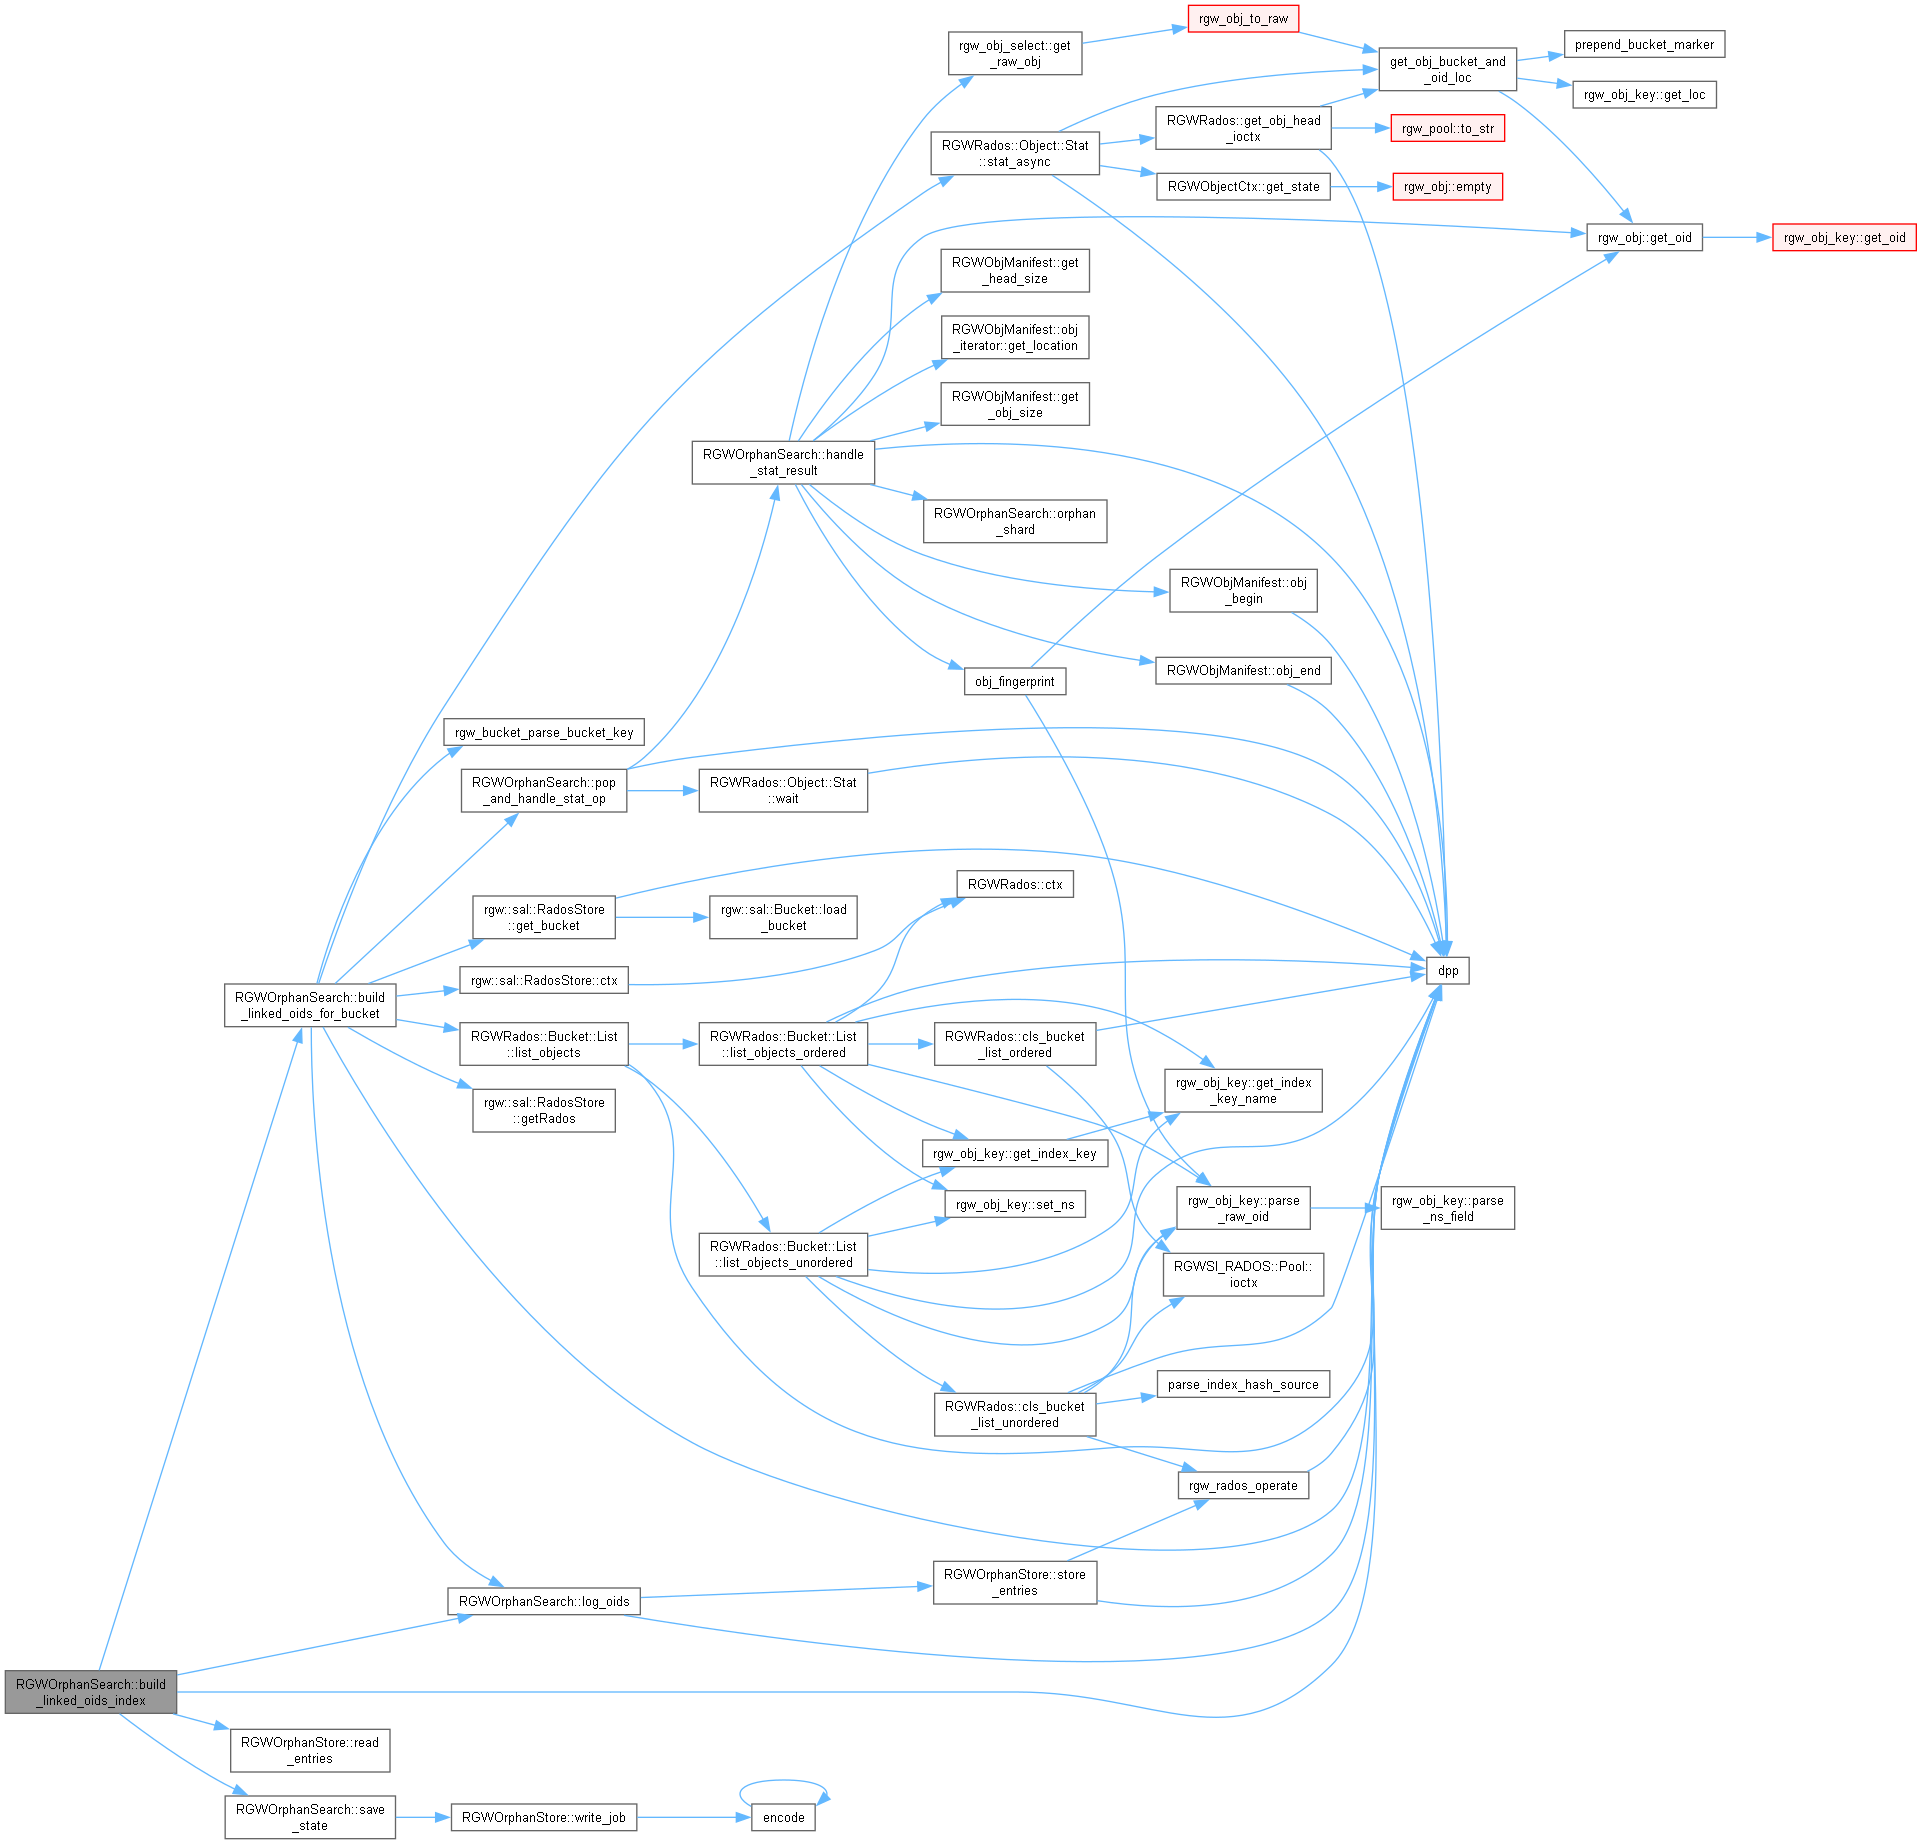 rgw_obj_to_raw
rgw_obj_select::get
_raw_obj
prepend_bucket_marker
get_obj_bucket_and
_oid_loc
rgw_obj_key::get_loc
RGWRados::get_obj_head
_ioctx
rgw_pool::to_str
RGWRados::Object::Stat
::stat_async
RGWObjectCtx::get_state
rgw_obj::empty
rgw_obj::get_oid
rgw_obj_key::get_oid
RGWObjManifest::get
_head_size
RGWObjManifest::obj
_iterator::get_location
RGWObjManifest::get
_obj_size
RGWOrphanSearch::handle
_stat_result
RGWOrphanSearch::orphan
_shard
RGWObjManifest::obj
_begin
RGWObjManifest::obj_end
obj_fingerprint
rgw_bucket_parse_bucket_key
RGWOrphanSearch::pop
_and_handle_stat_op
RGWRados::Object::Stat
::wait
RGWRados::ctx
rgw::sal::RadosStore
::get_bucket
rgw::sal::Bucket::load
_bucket
rgw::sal::RadosStore::ctx
dpp
RGWOrphanSearch::build
_linked_oids_for_bucket
RGWRados::Bucket::List
::list_objects
RGWRados::Bucket::List
::list_objects_ordered
RGWRados::cls_bucket
_list_ordered
rgw::sal::RadosStore
::getRados
rgw_obj_key::get_index
_key_name
rgw_obj_key::get_index_key
rgw_obj_key::set_ns
rgw_obj_key::parse
_raw_oid
rgw_obj_key::parse
_ns_field
RGWRados::Bucket::List
::list_objects_unordered
RGWSI_RADOS::Pool::
ioctx
parse_index_hash_source
RGWRados::cls_bucket
_list_unordered
rgw_rados_operate
RGWOrphanStore::store
_entries
RGWOrphanSearch::log_oids
RGWOrphanSearch::build
_linked_oids_index
RGWOrphanStore::read
_entries
RGWOrphanSearch::save
_state
RGWOrphanStore::write_job
encode